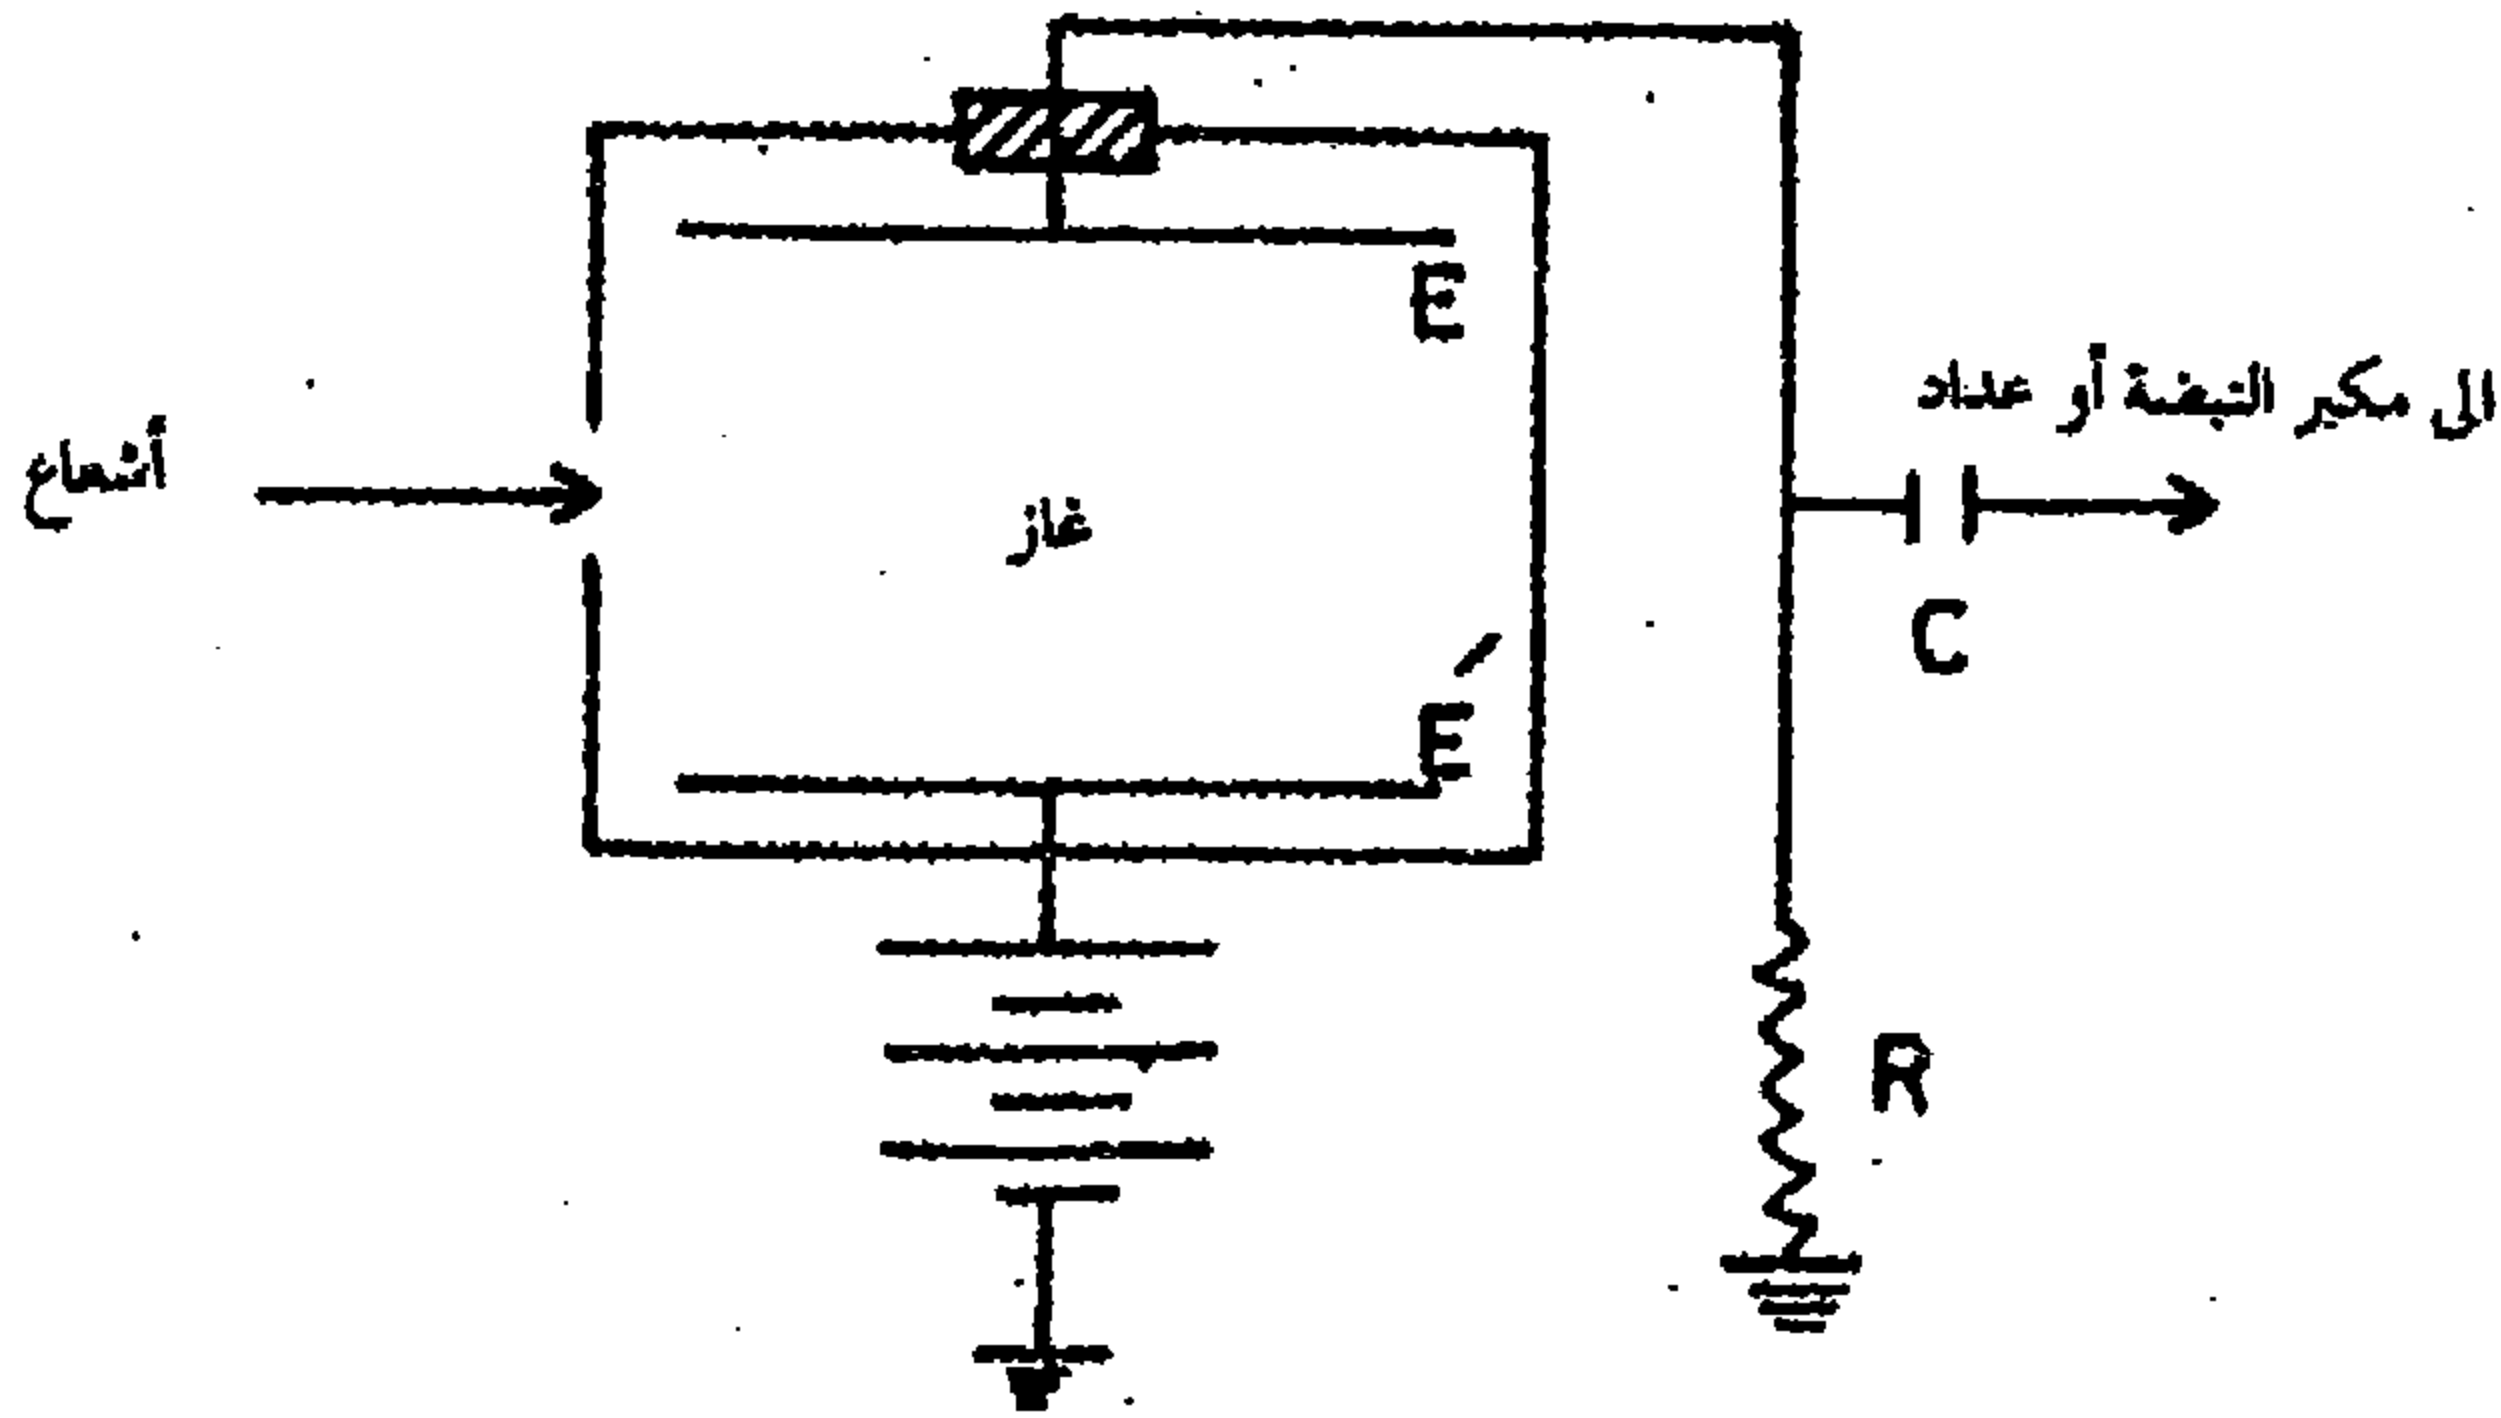 E
الى مكبر النبضة أو عداد
أشعاع
غاز
E′
C
R